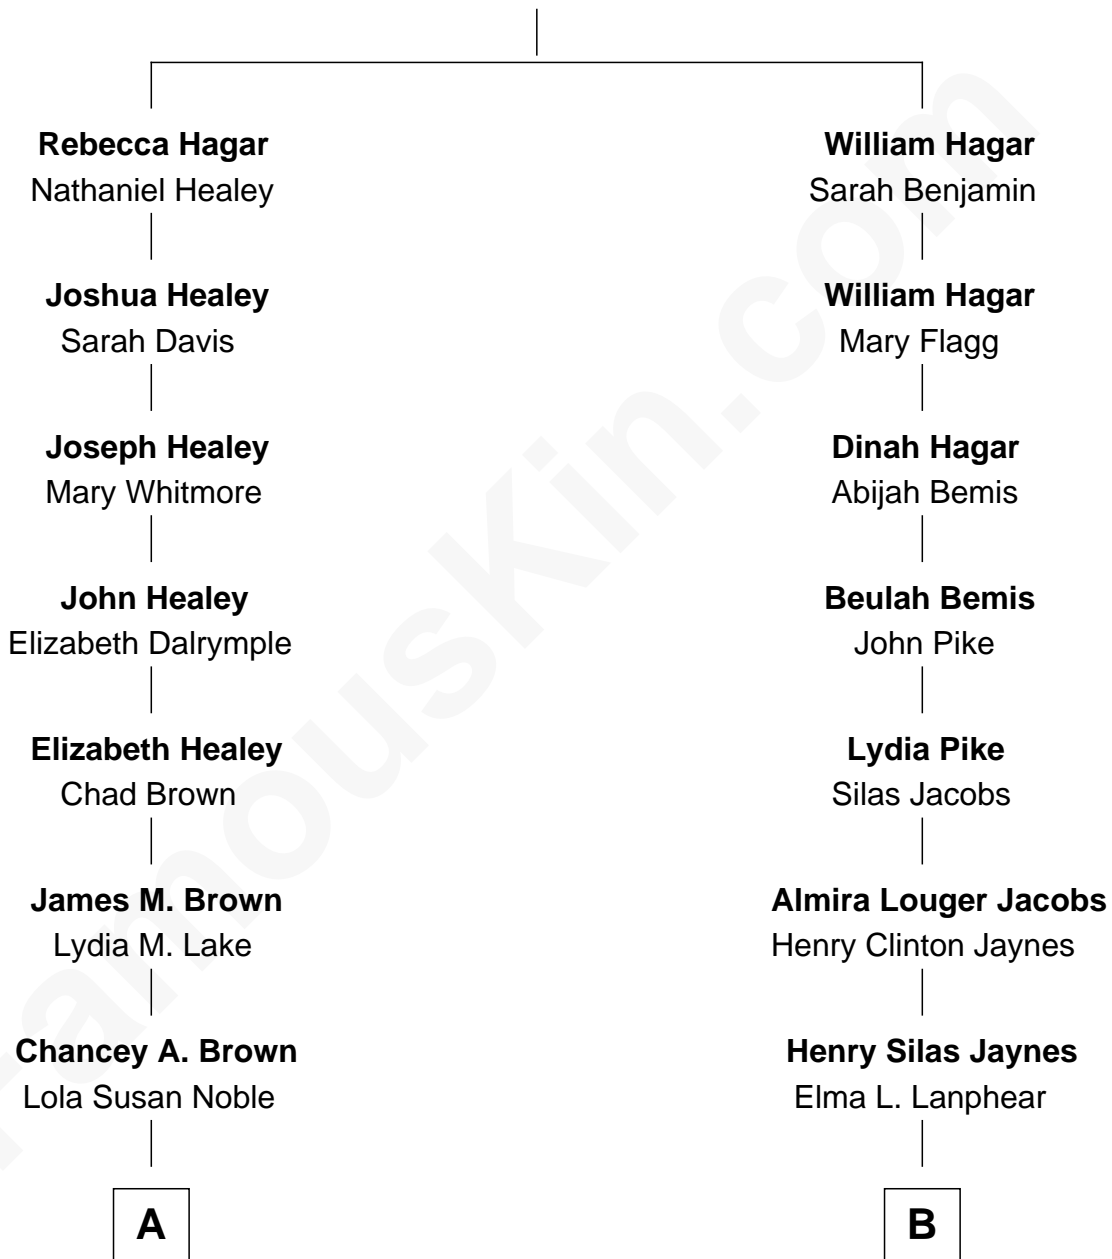 Rebecca Hagar
Nathaniel Healey
William Hagar
Sarah Benjamin
Joshua Healey
Sarah Davis
William Hagar
Mary Flagg
Joseph Healey
Mary Whitmore
Dinah Hagar
Abijah Bemis
John Healey
Elizabeth Dalrymple
Beulah Bemis
John Pike
Elizabeth Healey
Chad Brown
Lydia Pike
Silas Jacobs
James M. Brown
Lydia M. Lake
Almira Louger Jacobs
Henry Clinton Jaynes
Chancey A. Brown
Lola Susan Noble
Henry Silas Jaynes
Elma L. Lanphear
A
B
FamousKin.com